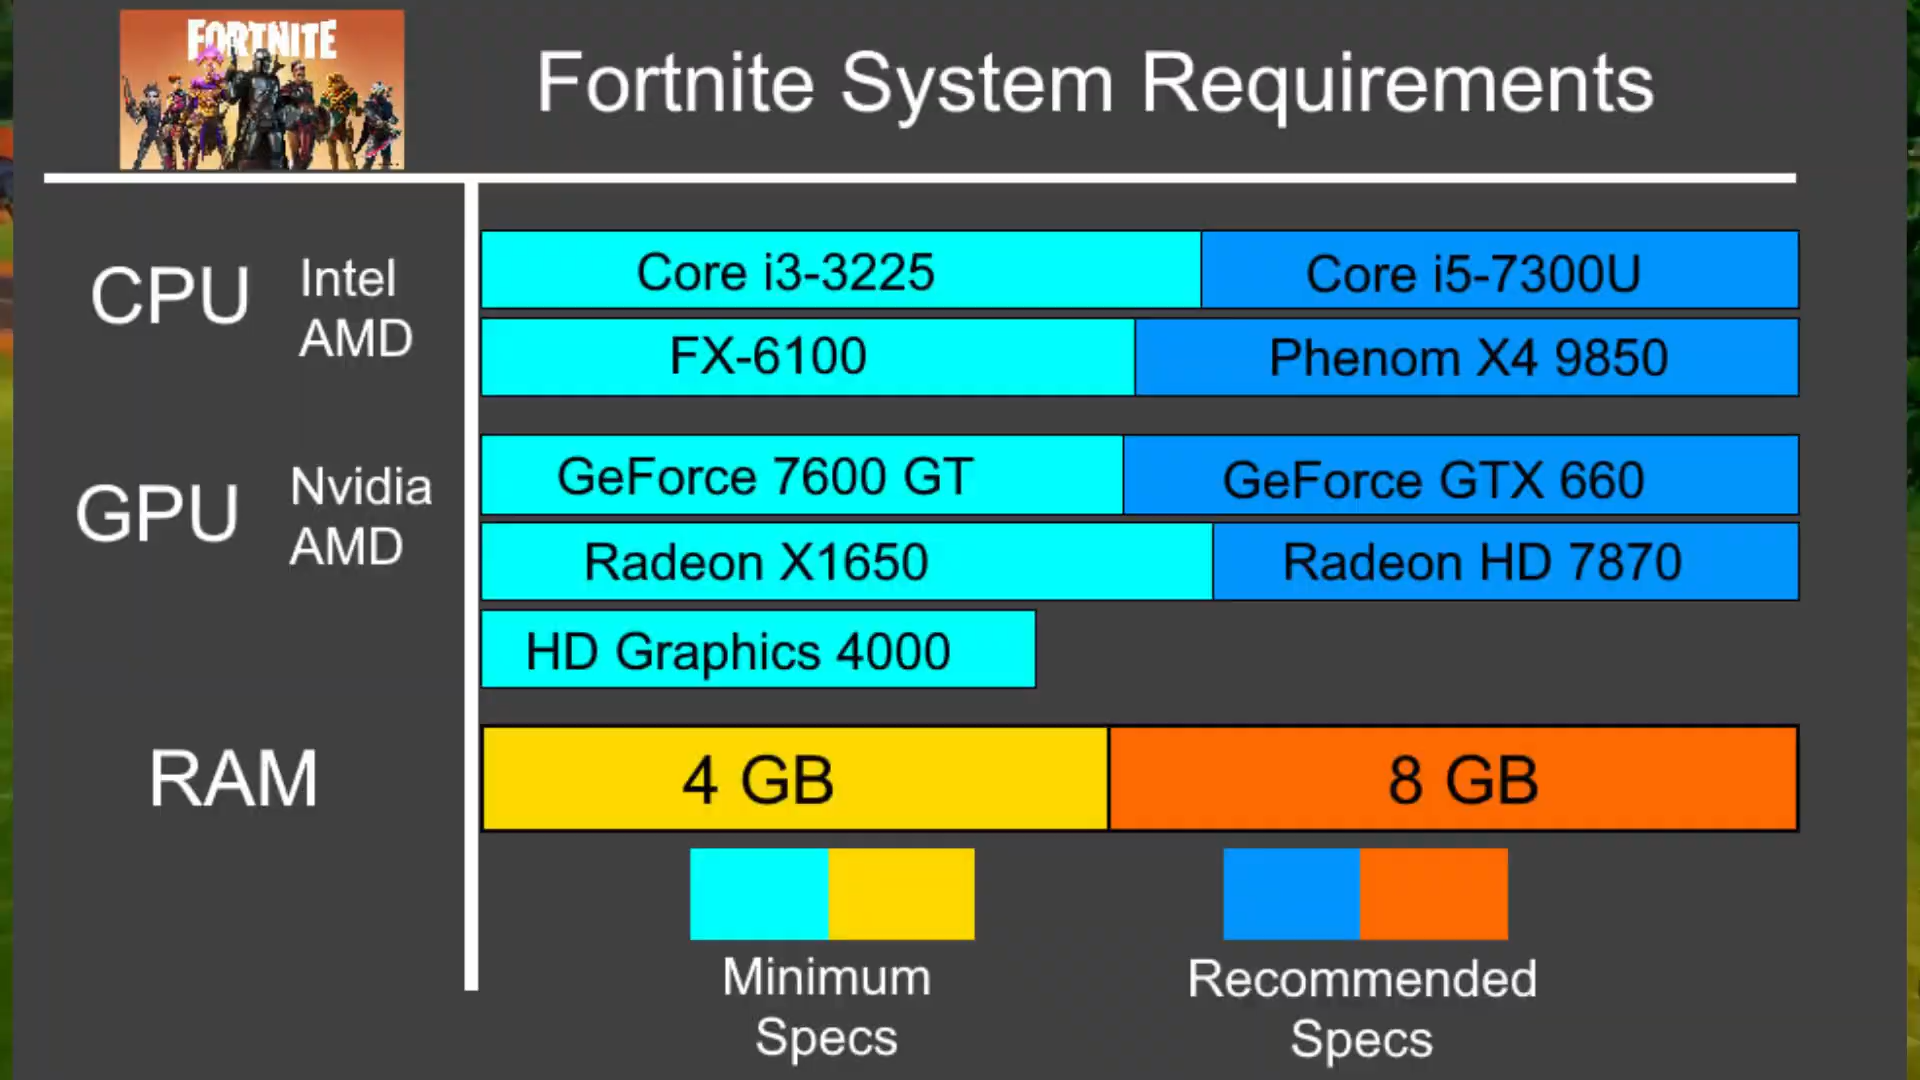 FORTNITE
Fortnite System Requirements
CPU
Intel
AMD
Core i3-3225
Core i5-7300U
FX-6100
Phenom X4 9850
GPU
Nvidia
AMD
GeForce 7600 GT
GeForce GTX 660
Radeon X1650
Radeon HD 7870
HD Graphics 4000
RAM
4 GB
8 GB
Minimum
Specs
Recommended
Specs